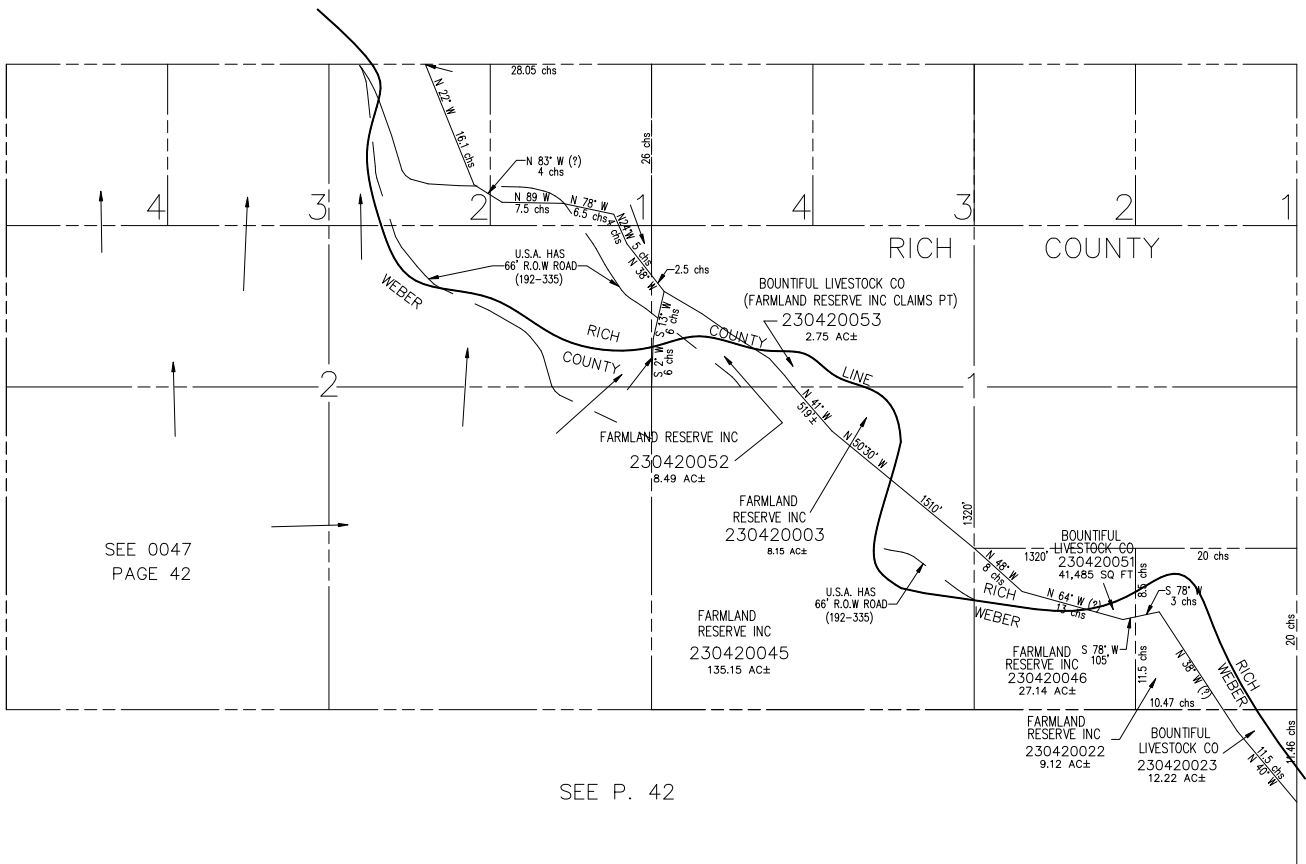 28.05 chs
N 22° W
16.1 chs
26 chs
N 83° W (?)
4 chs
N 89 W
7.5 chs
N 78° W
6.5 chs
4 chs
N24°W
5 chs
N 38° W
4
3
2
1
4
3
2
1
RICH COUNTY
2.5 chs
U.S.A. HAS
66' R.O.W ROAD
(192-335)
WEBER
RICH
COUNTY
COUNTY
LINE
S 13° W
6 chs
S 2° W
6 chs
BOUNTIFUL LIVESTOCK CO
(FARMLAND RESERVE INC CLAIMS PT)
230420053
2.75 AC±
2
1
N 41° W
519'±
N 50°30' W
1510'
1320'
1320'
FARMLAND RESERVE INC
230420052
8.49 AC±
FARMLAND
RESERVE INC
230420003
8.15 AC±
SEE 0047
PAGE 42
U.S.A. HAS
66' R.O.W ROAD
(192-335)
N 48° W
8 chs
RICH
WEBER
BOUNTIFUL
LIVESTOCK CO
230420051
41,485 SQ FT
20 chs
8.5 chs
N 64° W (?)
13 chs
S 78° W
3 chs
20 chs
FARMLAND
RESERVE INC
230420045
135.15 AC±
S 78° W
105'
FARMLAND
RESERVE INC
230420046
27.14 AC±
11.5 chs
N 38° W (?)
RICH
WEBER
10.47 chs
FARMLAND
RESERVE INC
230420022
9.12 AC±
BOUNTIFUL
LIVESTOCK CO
230420023
12.22 AC±
11.5 chs
N 40° W
11.46 chs
SEE P. 42